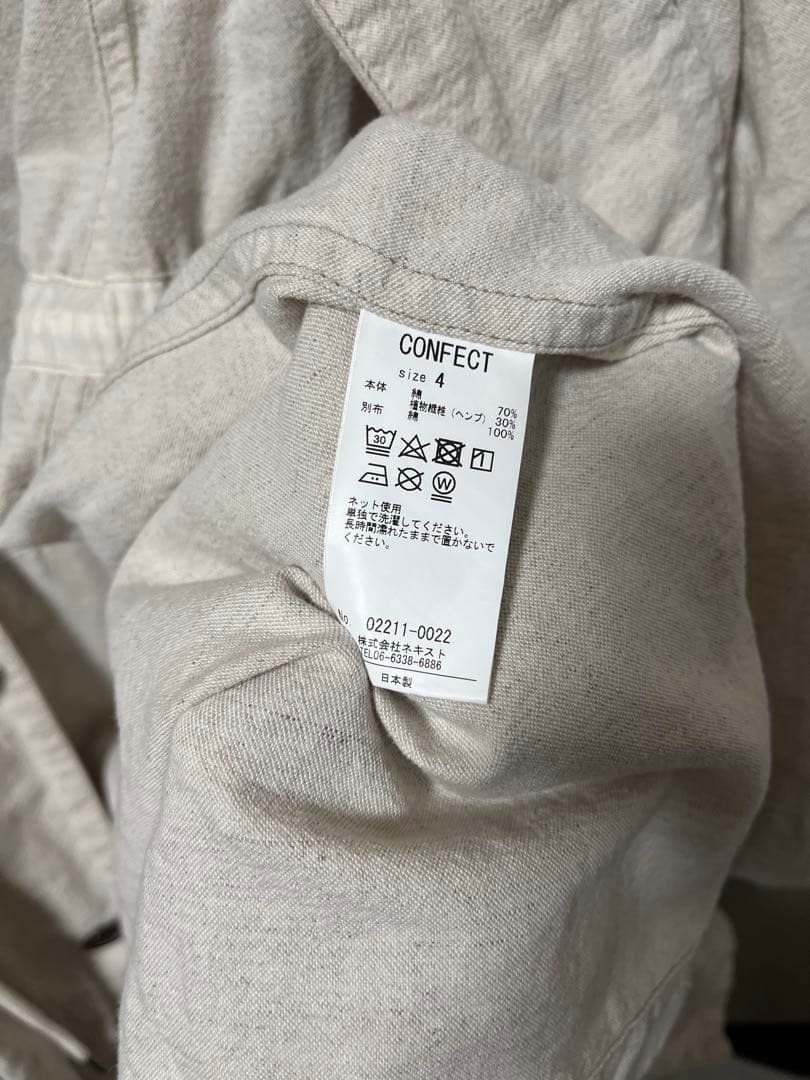 CONFECT
size 4
本体 綿 70%
植物繊維（ヘンプ） 30%
別布 綿 100%
30
W
ネット使用
単独で洗濯してください。
長時間濡れたままで置かないで
ください。
No. 02211-0022
株式会社ネキスト
TEL06-6338-6886
日本製